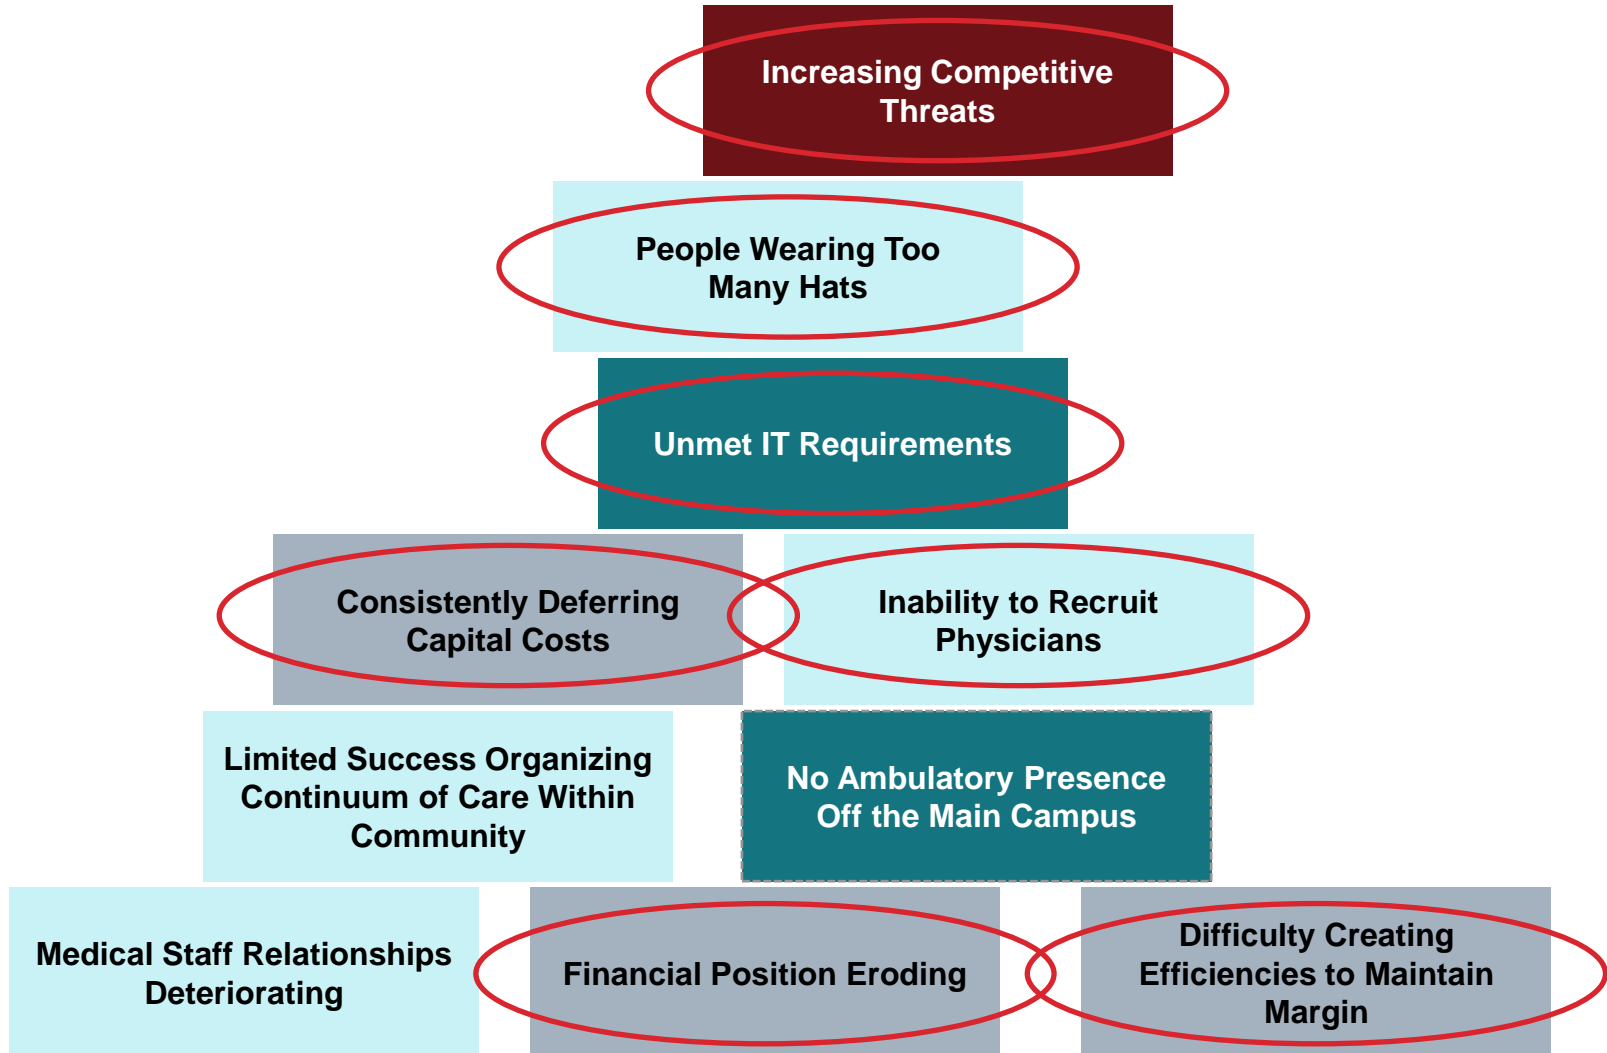 Increasing Competitive
Threats
People Wearing Too
Many Hats
Unmet IT Requirements
Consistently Deferring
Capital Costs
Inability to Recruit
Physicians
Limited Success Organizing
Continuum of Care Within
Community
No Ambulatory Presence
Off the Main Campus
Medical Staff Relationships
Deteriorating
Financial Position Eroding
Difficulty Creating
Efficiencies to Maintain
Margin